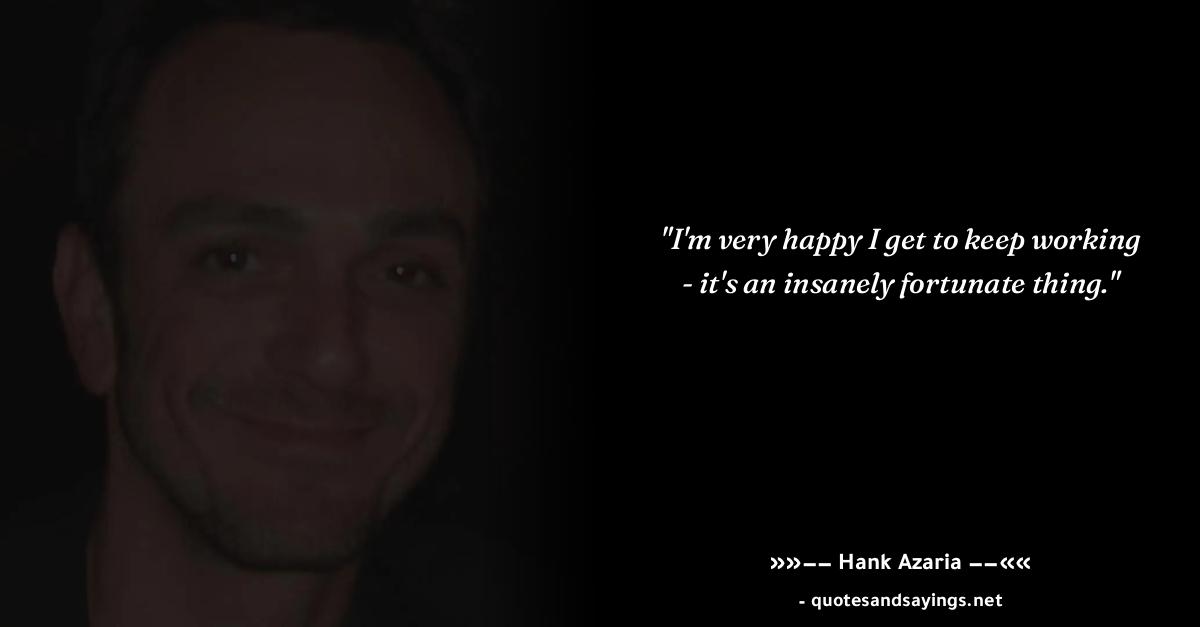 "I'm very happy I get to keep working
- it's an insanely fortunate thing."
»»–– Hank Azaria ––««
- quotesandsayings.net